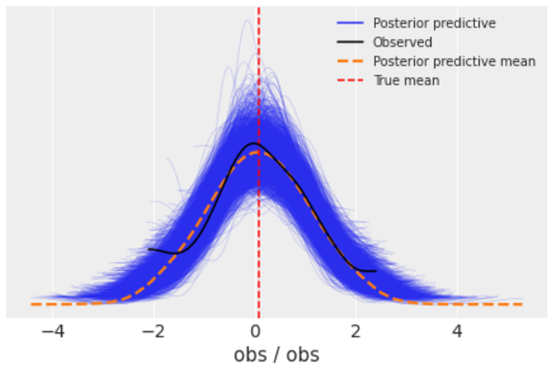 Posterior predictive
Observed
Posterior predictive mean
True mean
−4 −2 0 2 4
obs / obs